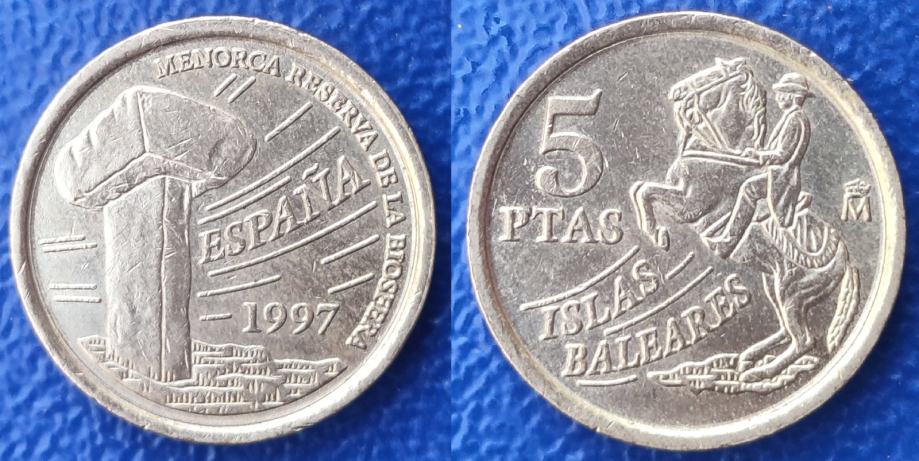 MENORCA RESERVA DE LA BIOSFERA
ESPAÑA
1997
5
PTAS
M
ISLAS
BALEARES